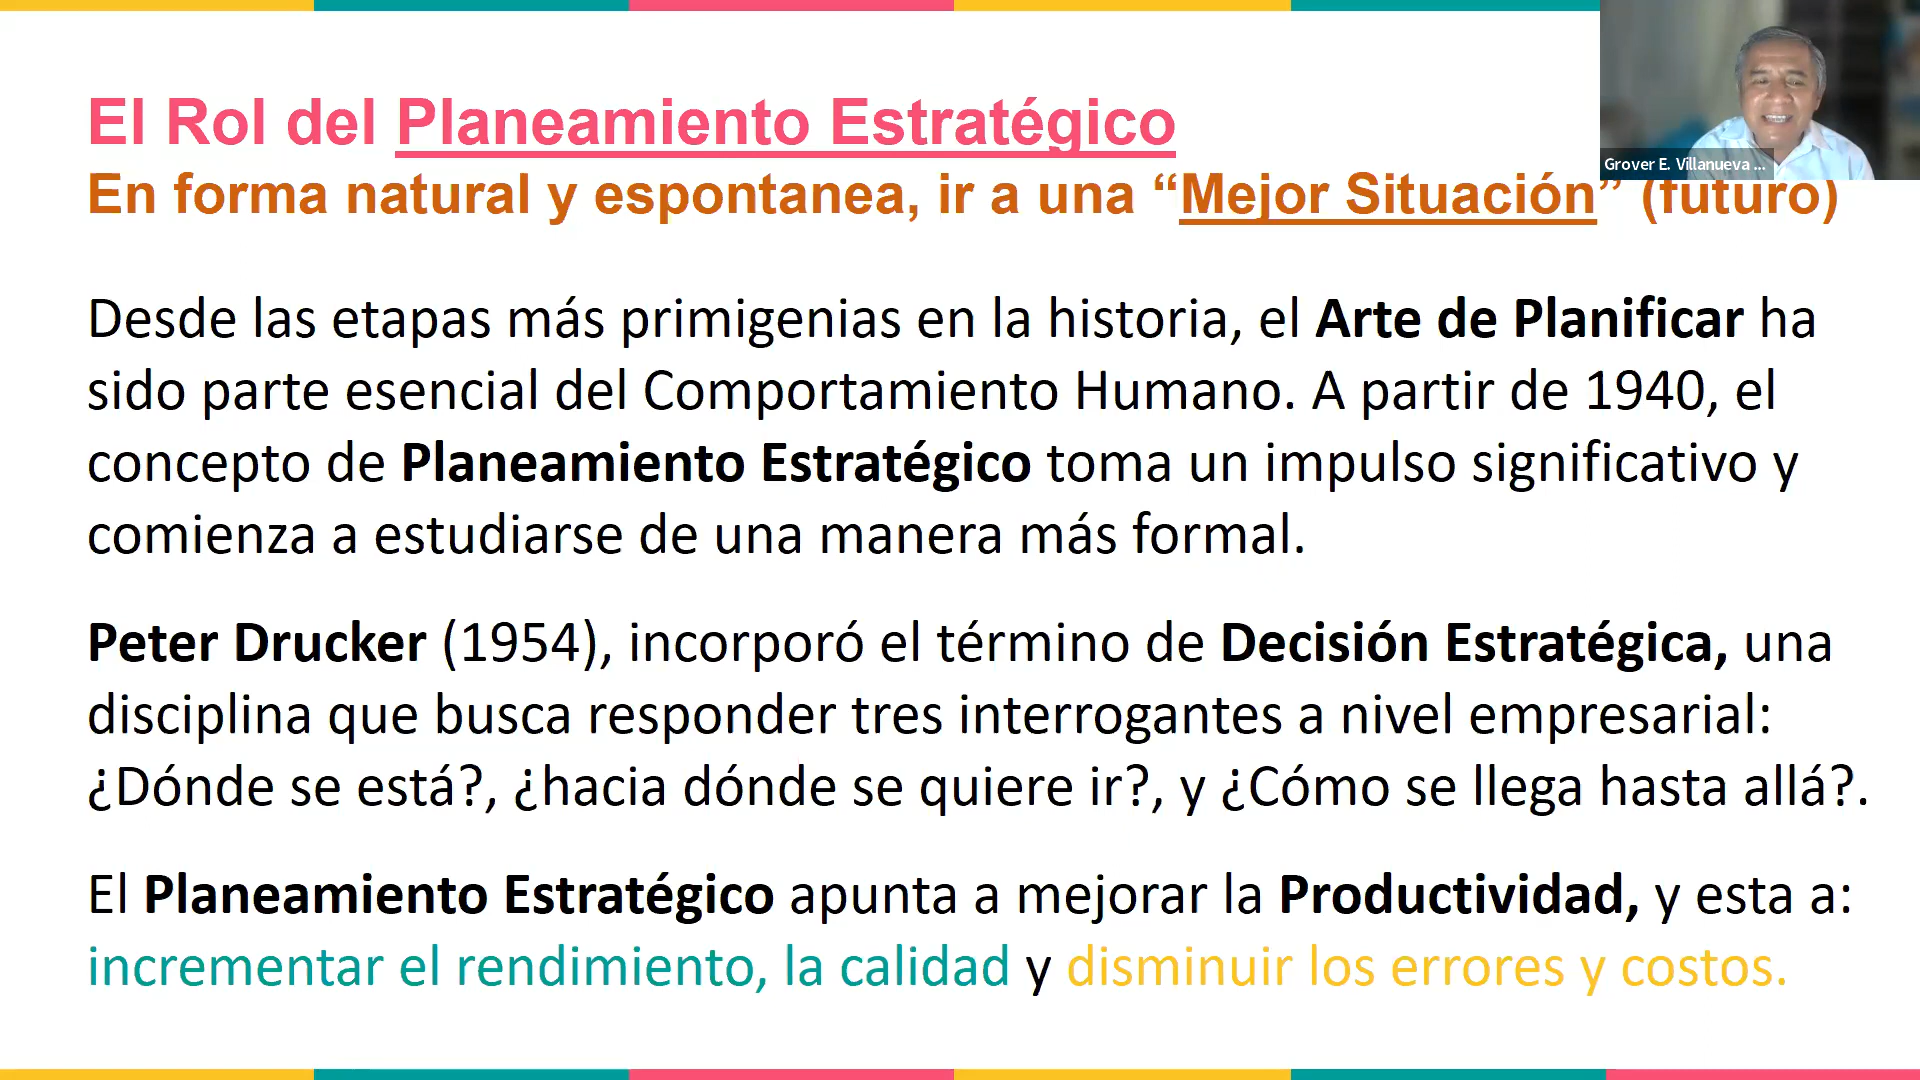 El Rol del Planeamiento Estratégico
En forma natural y espontanea, ir a una “Mejor Situación” (futuro)
Grover E. Villanueva ...
Desde las etapas más primigenias en la historia, el Arte de Planificar ha
sido parte esencial del Comportamiento Humano. A partir de 1940, el
concepto de Planeamiento Estratégico toma un impulso significativo y
comienza a estudiarse de una manera más formal.
Peter Drucker (1954), incorporó el término de Decisión Estratégica, una
disciplina que busca responder tres interrogantes a nivel empresarial:
¿Dónde se está?, ¿hacia dónde se quiere ir?, y ¿Cómo se llega hasta allá?.
El Planeamiento Estratégico apunta a mejorar la Productividad, y esta a:
incrementar el rendimiento, la calidad y disminuir los errores y costos.